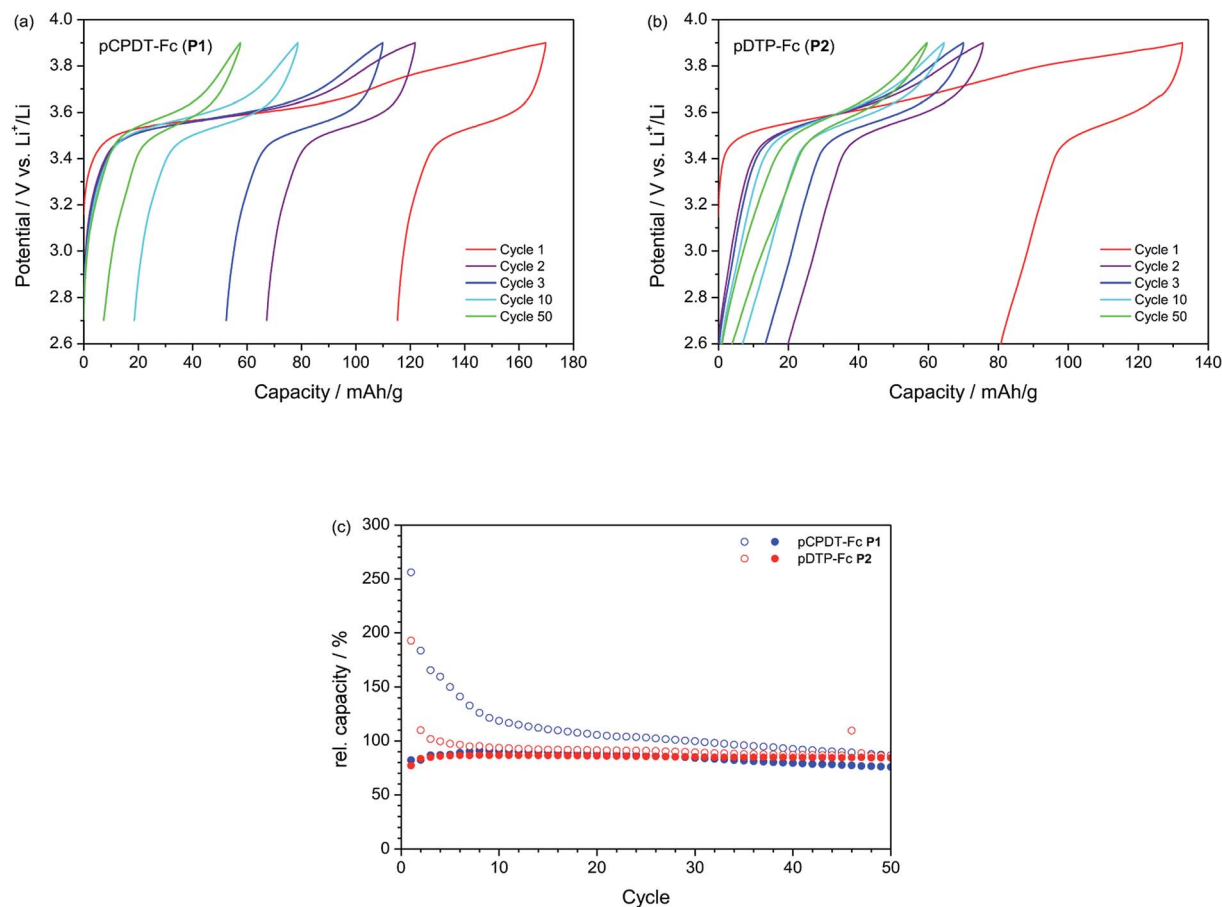 (a)
pCPDT-Fc (P1)
4.0
3.8
3.6
3.4
3.2
3.0
2.8
2.6
Potential / V vs. Li⁺/Li
Cycle 1
Cycle 2
Cycle 3
Cycle 10
Cycle 50
0 20 40 60 80 100 120 140 160 180
Capacity / mAh/g
(b)
pDTP-Fc (P2)
4.0
3.8
3.6
3.4
3.2
3.0
2.8
2.6
Potential / V vs. Li⁺/Li
Cycle 1
Cycle 2
Cycle 3
Cycle 10
Cycle 50
0 20 40 60 80 100 120 140
Capacity / mAh/g
(c)
pCPDT-Fc P1
pDTP-Fc P2
300
250
200
150
100
50
0
rel. capacity / %
0 10 20 30 40 50
Cycle